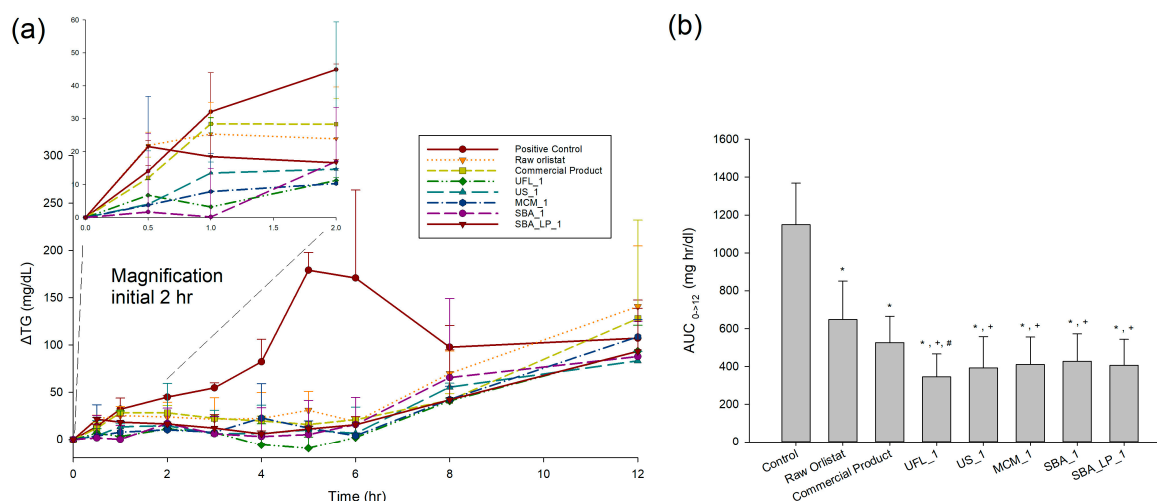 (a)
60
50
40
30
20
10
0
0.0 0.5 1.0 1.5 2.0
Magnification
initial 2 hr
Positive Control
Raw orlistat
Commercial Product
UFL_1
US_1
MCM_1
SBA_1
SBA_LP_1
300
250
200
150
100
50
0
ΔTG (mg/dL)
0 2 4 6 8 10 12
Time (hr)
(b)
1600
1400
1200
1000
800
600
400
200
0
AUC 0->12 (mg hr/dl)
*
*
* , +, #
* , +
* , +
* , +
* , +
Control
Raw Orlistat
Commercial Product
UFL_1
US_1
MCM_1
SBA_1
SBA_LP_1